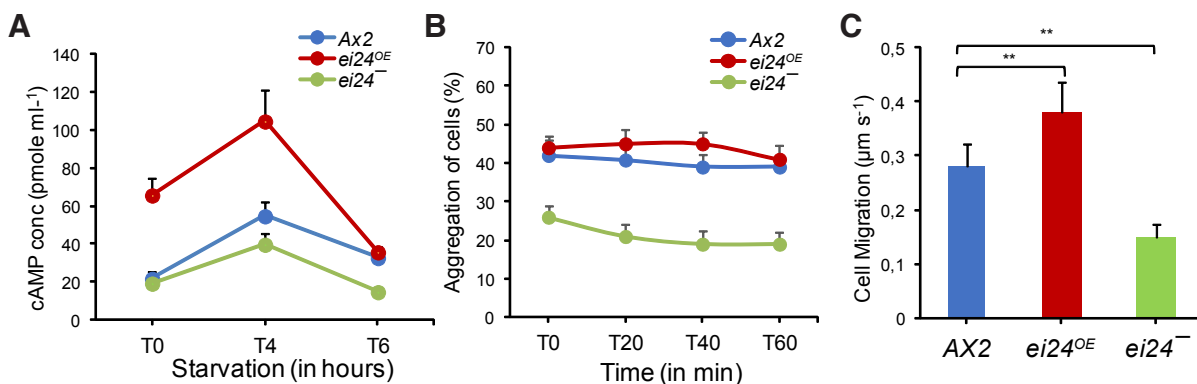 A
Ax2
ei24OE
ei24—
140
120
100
80
60
40
20
0
cAMP conc (pmole ml-1)
T0 T4 T6
Starvation (in hours)
B
Ax2
ei24OE
ei24—
70
60
50
40
30
20
10
0
Aggregation of cells (%)
T0 T20 T40 T60
Time (in min)
C
**
**
0,5
0,4
0,3
0,2
0,1
0
Cell Migration (µm s-1)
AX2 ei24OE ei24—